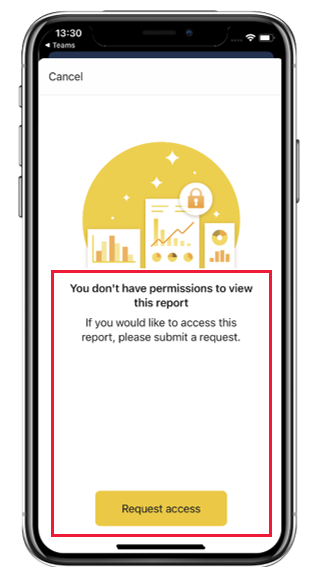 13:30
◀ Teams
Cancel
You don't have permissions to view
this report
If you would like to access this
report, please submit a request.
Request access